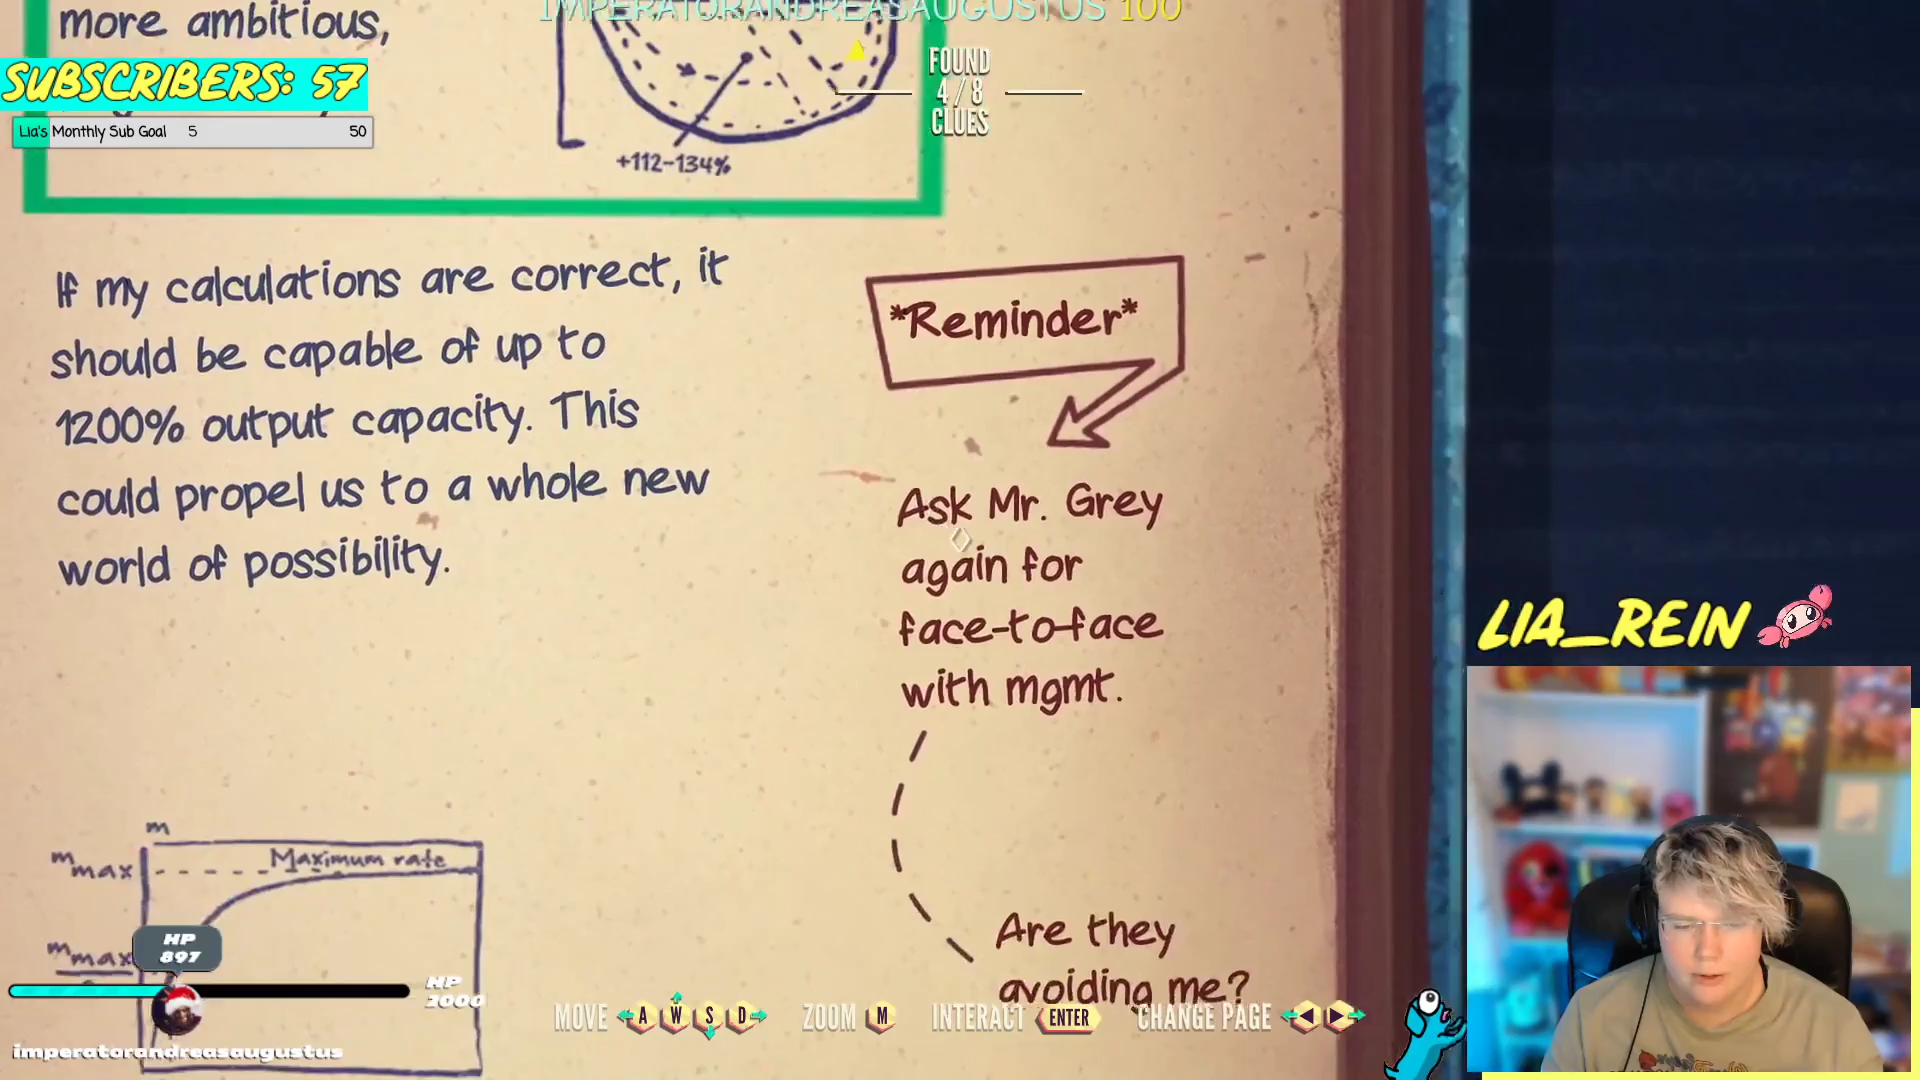 more ambitious,
IMPERATORANDREASAUGUSTUS 100
SUBSCRIBERS: 57
Lia's Monthly Sub Goal 5 50
FOUND
4/8
CLUES
+112-134%
If my calculations are correct, it
should be capable of up to
1200% output capacity. This
could propel us to a whole new
world of possibility.
*Reminder*
Ask Mr. Grey
again for
face-to-face
with mgmt.
Are they
avoiding me?
LIA_REIN
m
m max
Maximum rate
m max
HP
897
HP
2000
imperatorandreasaugustus
MOVE A W S D ZOOM M INTERACT ENTER CHANGE PAGE